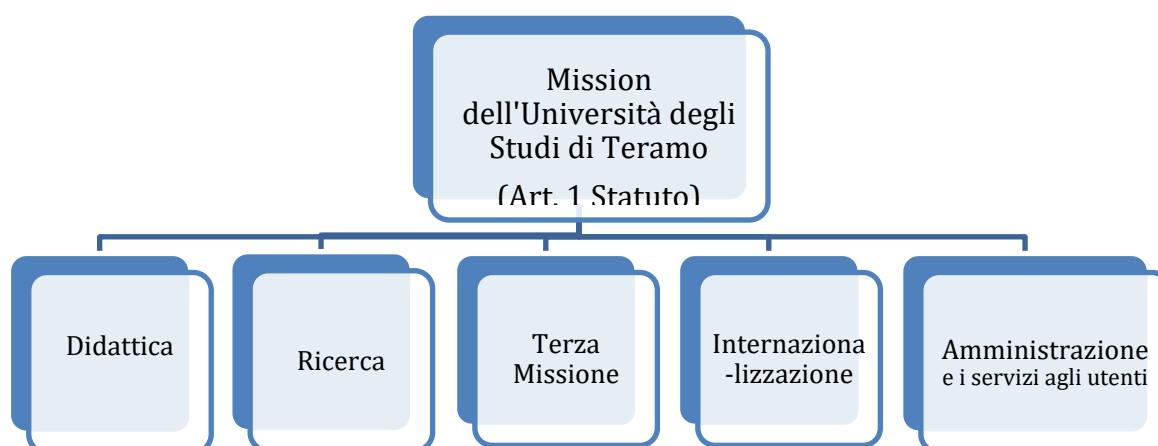 Mission
dell'Università degli
Studi di Teramo
(Art. 1 Statuto)
Didattica
Ricerca
Terza
Missione
Internaziona
-lizzazione
Amministrazione
e i servizi agli utenti